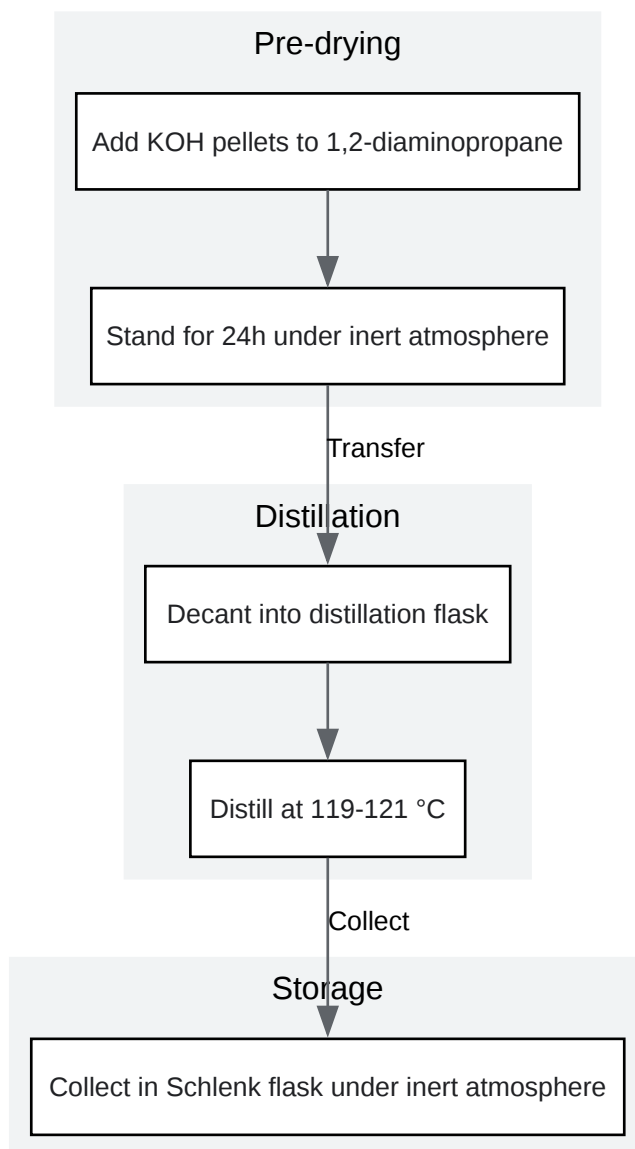 Pre-drying
Add KOH pellets to 1,2-diaminopropane
Stand for 24h under inert atmosphere
Transfer
Distillation
Decant into distillation flask
Distill at 119-121 °C
Collect
Storage
Collect in Schlenk flask under inert atmosphere